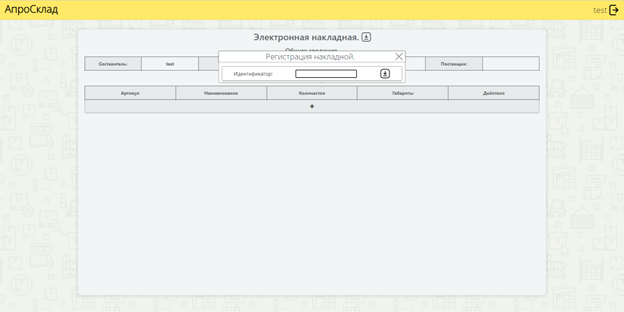 АпроСклад
test
Электронная накладная.
Общие сведения
Регистрация накладной.
Составитель:
test
Поставщик:
Идентификатор:
Артикул
Наименование
Количество
Габариты
Действия
+